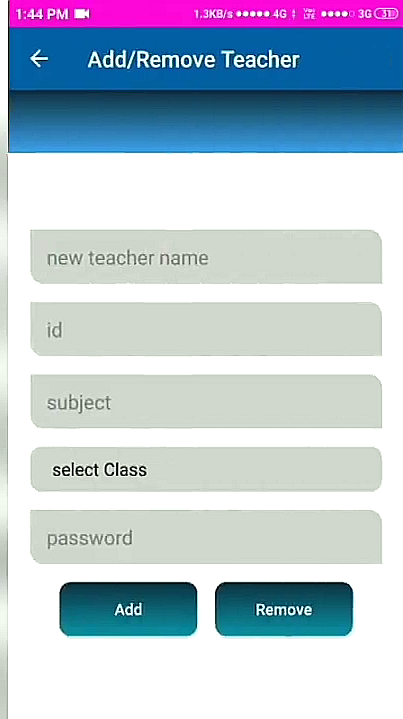 1:44 PM 1.3KB/s 4G Vo LTE 3G 31
Add/Remove Teacher
new teacher name
id
subject
select Class
password
Add Remove